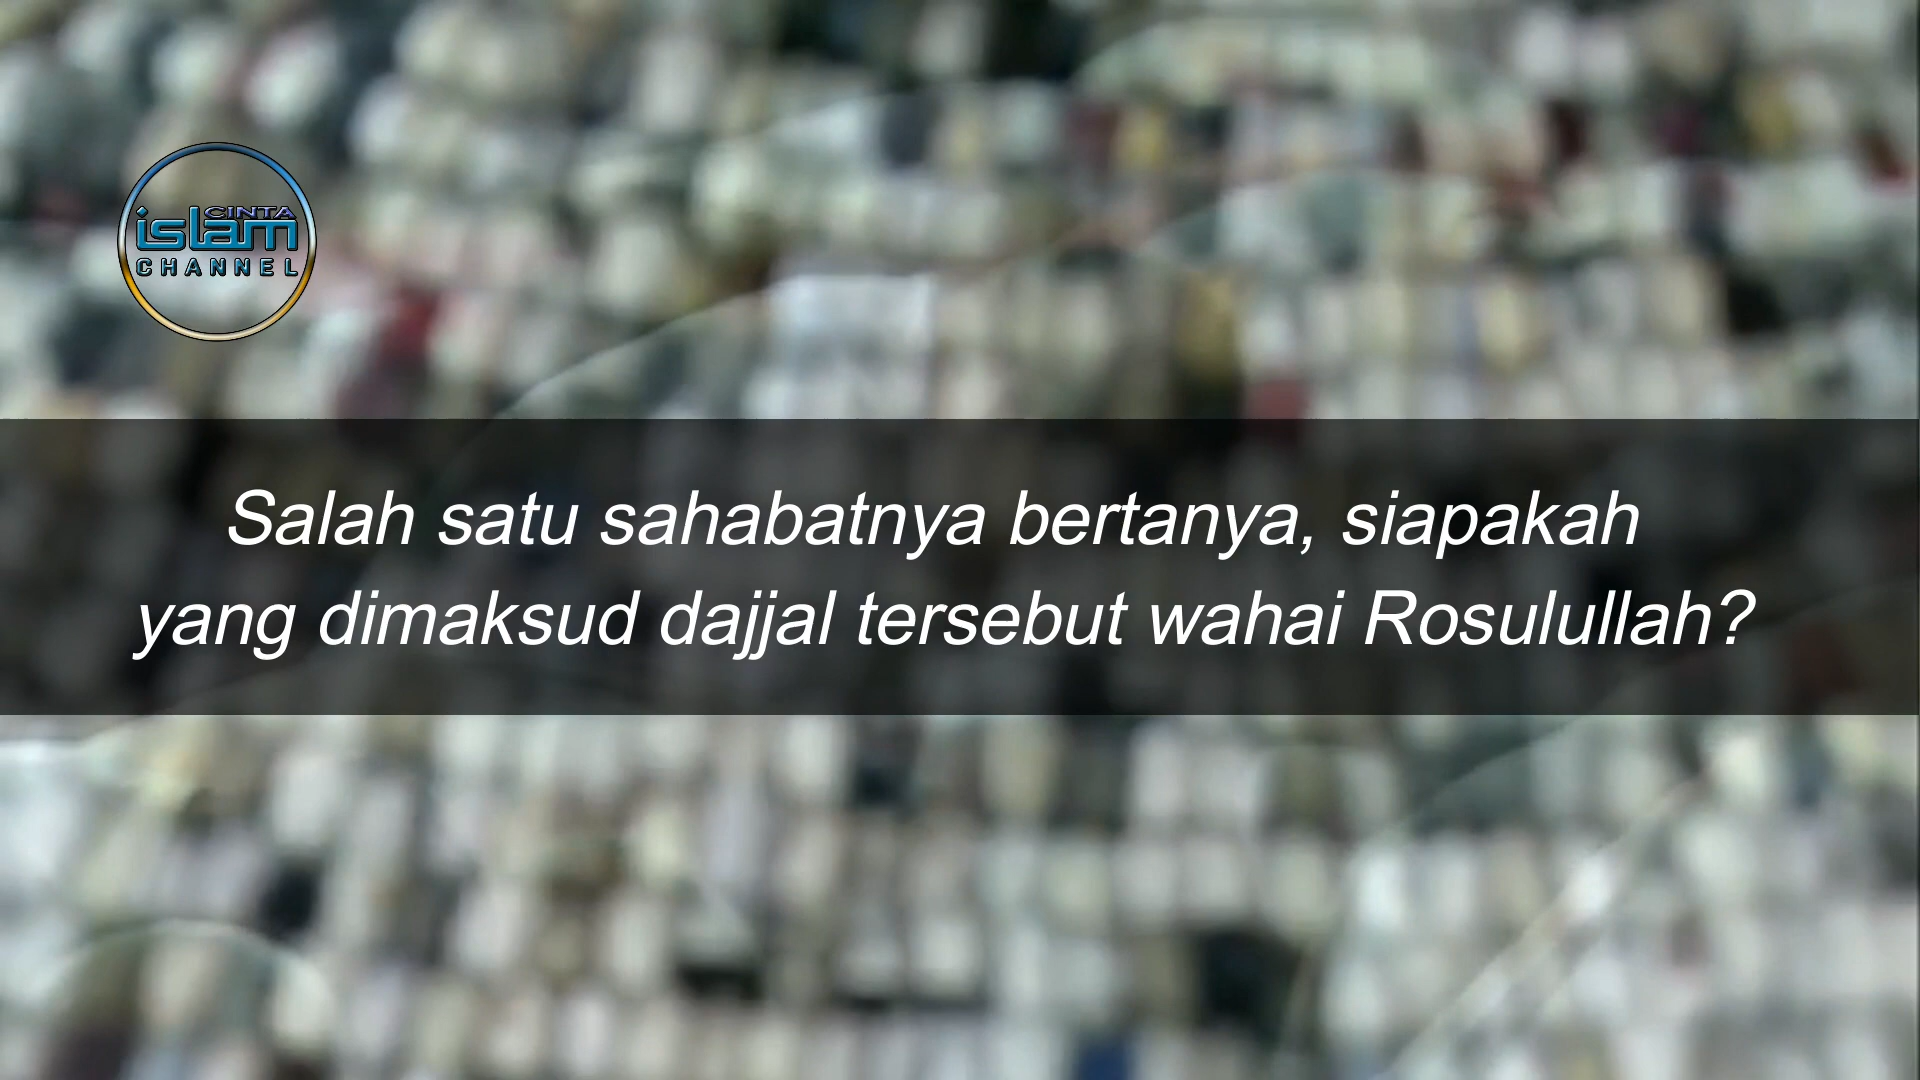 CINTA
islam
CHANNEL
Salah satu sahabatnya bertanya, siapakah
yang dimaksud dajjal tersebut wahai Rosulullah?